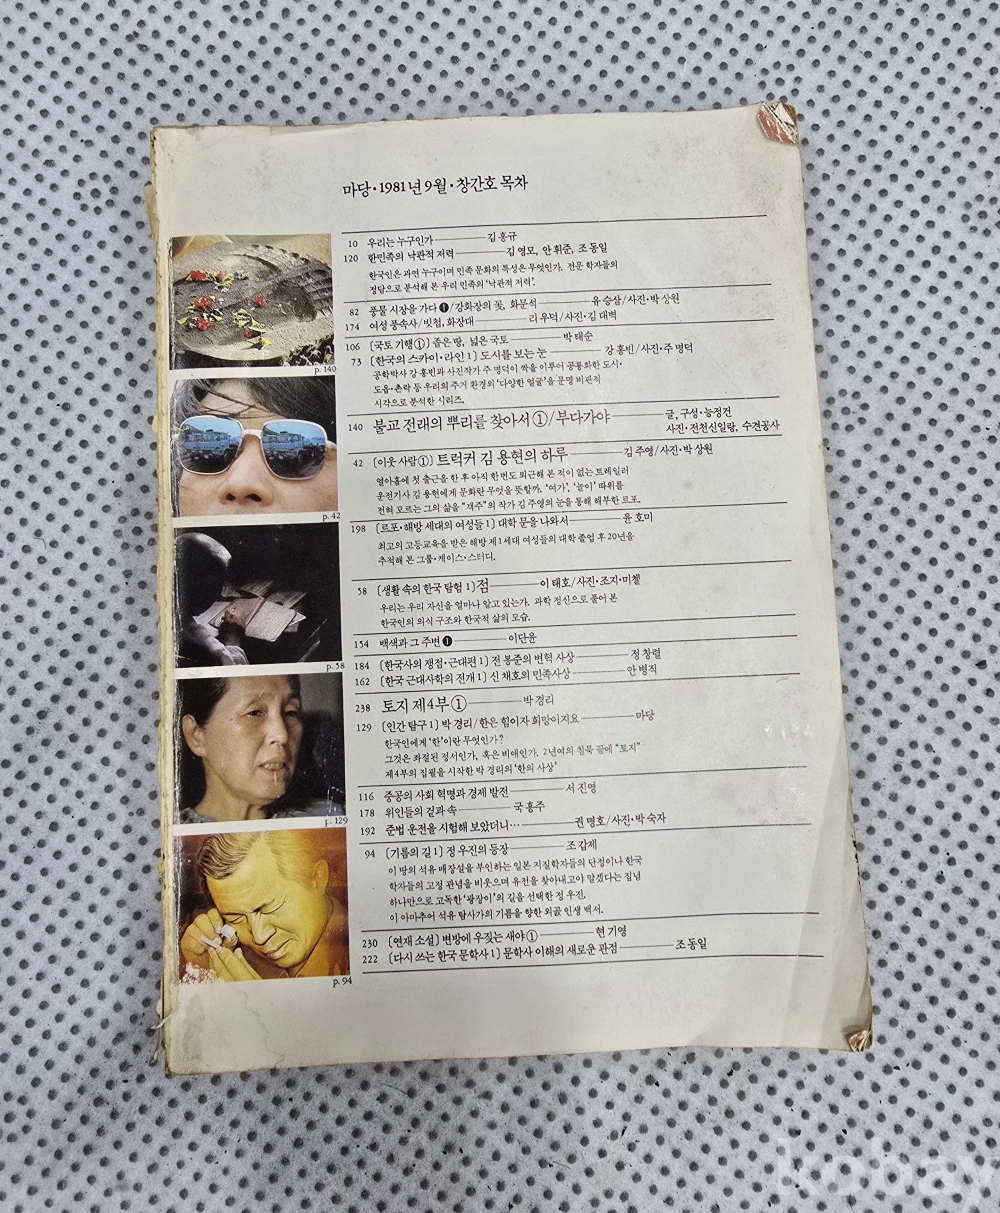 마당·1981년 9월·창간호 목차
10 우리는 누구인가 김 흥규
120 한민족의 낙관적 저력 김 영모, 안 휘준, 조 동일
한국인은 과연 누구이며 민족 문화의 특성은 무엇인가. 전문 학자들의
정담으로 분석해 본 우리 민족의 '낙관적 저력'.
82 풍물 시장을 가다❶/강화장의 꽃, 화문석 유 승삼/사진·박 상원
174 여성 풍속사/빗첩, 화장대 리 우덕/사진·김 대벽
106 〔국토 기행①〕 좁은 땅, 넓은 국토 박 태순
73 〔한국의 스카이·라인 1〕 도시를 보는 눈 강 홍빈/사진·주 명덕
공학박사 강 홍빈과 사진작가 주 명덕이 짝을 이루어 공룡화한 도시·
도읍·촌락 등 우리의 주거 환경의 '다양한 얼굴'을 문명 비판적
시각으로 분석한 시리즈.
140 불교 전래의 뿌리를 찾아서①/부다가야 글, 구성·능정건
사진·전천신일랑, 수견공사
42 〔이웃 사람①〕 트럭커 김 용현의 하루 김 주영/사진·박 상원
열아홉에 첫 출근을 한 후 아직 한 번도 퇴근해 본 적이 없는 트레일러
운전기사 김 용현에게 문화란 무엇을 뜻할까. '여가', '놀이' 따위를
전혀 모르는 그의 삶을 "객주"의 작가 김 주영의 눈을 통해 해부한 르포.
198 〔르포·해방 세대의 여성들 1〕 대학 문을 나와서 윤 호미
최고의 고등교육을 받은 해방 제1세대 여성들의 대학 졸업 후 20년을
추적해 본 그룹·케이스·스터디.
58 〔생활 속의 한국 탐험 1〕 점 이 태호/사진·조지·미첼
우리는 우리 자신을 얼마나 알고 있는가. 과학 정신으로 풀어 본
한국인의 의식 구조와 한국적 삶의 모습.
154 백색과 그 주변❶ 이단윤
184 〔한국사의 쟁점·근대편 1〕 전 봉준의 변혁 사상 정 창렬
162 〔한국 근대사학의 전개 1〕 신 채호의 민족사상 안 병직
238 토지 제4부① 박 경리
129 〔인간 탐구 1〕 박 경리/한은 힘이자 희망이지요 마당
한국인에게 '한'이란 무엇인가?
그것은 좌절된 정서인가, 혹은 비애인가. 2년여의 칩묵 끝에 "토지"
제4부의 집필을 시작한 박 경리의 '한의 사상'
116 중공의 사회 혁명과 경제 발전 서 진영
178 위인들의 겉과 속 국 흥주
192 준법 운전을 시험해 보았더니… 권 명호/사진·박 숙자
94 〔기름의 길 1〕 정 우진의 등장 조 갑제
이 땅의 석유 매장설을 부인하는 일본 지질학자들의 단정이나 한국
학자들의 고정 관념을 비웃으며 유전을 찾아내고야 말겠다는 집념
하나만으로 고독한 '광장이'의 길을 선택한 정 우진.
이 아마추어 석유 탐사가의 기름을 향한 외곬 인생 백서.
230 〔연재 소설〕 변방에 우짖는 새야① 현 기영
222 〔다시 쓰는 한국 문학사 1〕 문학사 이해의 새로운 관점 조 동일
p. 140
p. 42
p. 58
p. 129
p. 94
kobay